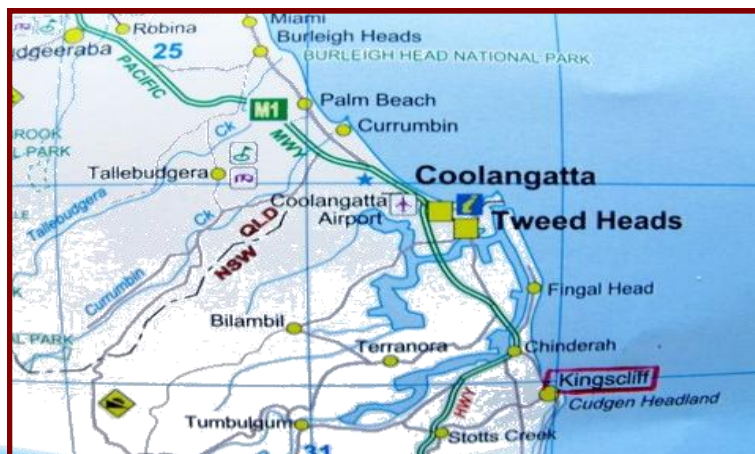 Miami
Robina
Burleigh Heads
25
BURLEIGH HEAD NATIONAL PARK
PACIFIC
M1
Palm Beach
Ck
MWY
Currumbin
PARK
Tallebudgera
Coolangatta
Coolangatta
Airport
Tweed Heads
Tallebudgera
Ck
QLD
NSW
Currumbin
Fingal Head
Bilambil
PARK
Terranora
Chinderah
Kingscliff
Cudgen Headland
HWY
Tumbulgum
Stotts Creek
31